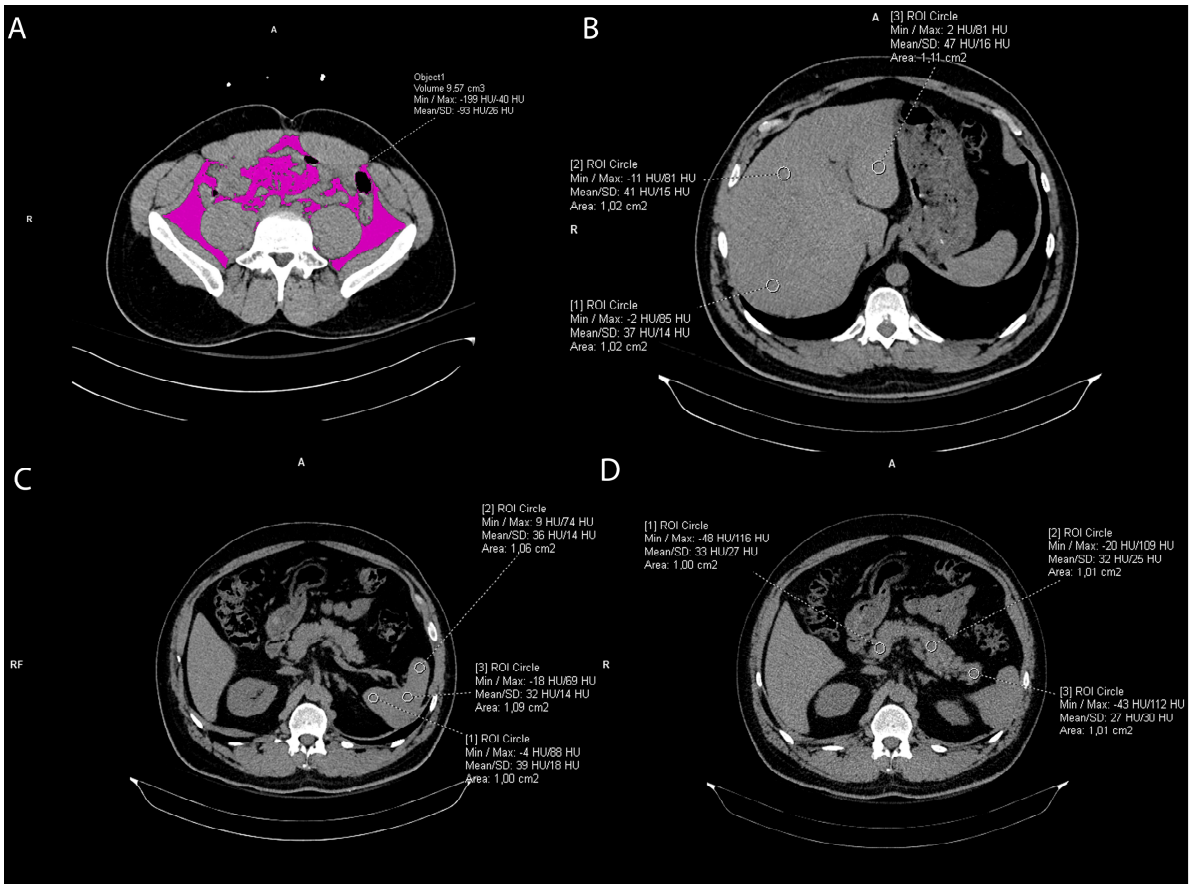 A
A
Object1
Volume 9.57 cm3
Min / Max: -199 HU/-40 HU
Mean/SD: -93 HU/26 HU
R
B
A
[3] ROI Circle
Min / Max: 2 HU/81 HU
Mean/SD: 47 HU/16 HU
Area: 1,11 cm2
[2] ROI Circle
Min / Max: -11 HU/81 HU
Mean/SD: 41 HU/15 HU
Area: 1,02 cm2
R
[1] ROI Circle
Min / Max: -2 HU/85 HU
Mean/SD: 37 HU/14 HU
Area: 1,02 cm2
C
A
[2] ROI Circle
Min / Max: 9 HU/74 HU
Mean/SD: 36 HU/14 HU
Area: 1,06 cm2
RF
[3] ROI Circle
Min / Max: -18 HU/69 HU
Mean/SD: 32 HU/14 HU
Area: 1,09 cm2
[1] ROI Circle
Min / Max: -4 HU/88 HU
Mean/SD: 39 HU/18 HU
Area: 1,00 cm2
D
A
[1] ROI Circle
Min / Max: -48 HU/116 HU
Mean/SD: 33 HU/27 HU
Area: 1,00 cm2
[2] ROI Circle
Min / Max: -20 HU/109 HU
Mean/SD: 32 HU/25 HU
Area: 1,01 cm2
R
[3] ROI Circle
Min / Max: -43 HU/112 HU
Mean/SD: 27 HU/30 HU
Area: 1,01 cm2